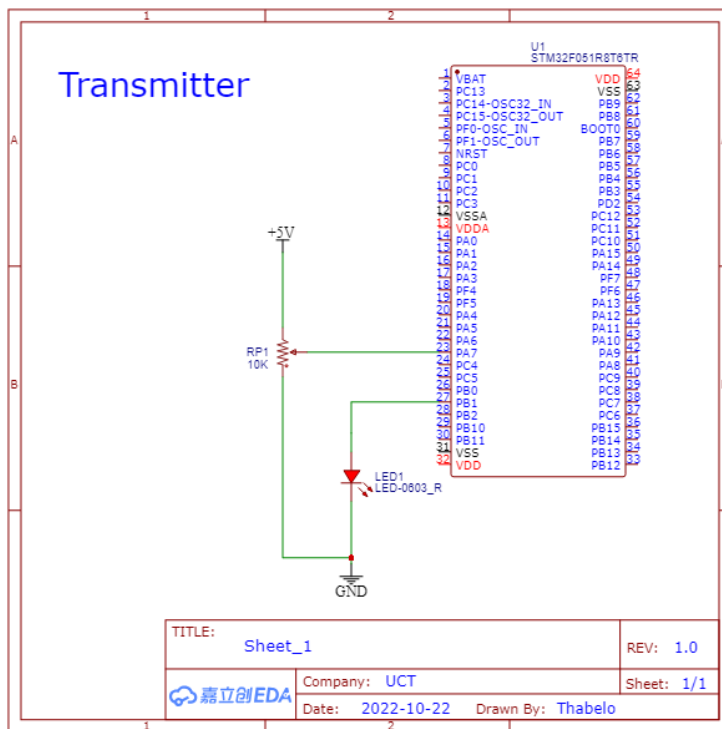 1 2
Transmitter
U1
STM32F051R8T6TR
1 VBAT VDD 64
2 PC13 VSS 63
3 PC14-OSC32_IN PB9 62
4 PC15-OSC32_OUT PB8 61
5 PF0-OSC_IN BOOT0 60
6 PF1-OSC_OUT PB7 59
7 NRST PB6 58
8 PC0 PB5 57
9 PC1 PB4 56
10 PC2 PB3 55
11 PC3 PD2 54
12 VSSA PC12 53
13 VDDA PC11 52
14 PA0 PC10 51
15 PA1 PA15 50
16 PA2 PA14 49
17 PA3 PF7 48
18 PF4 PF6 47
19 PF5 PA13 46
20 PA4 PA12 45
21 PA5 PA11 44
22 PA6 PA10 43
23 PA7 PA9 42
24 PC4 PA8 41
25 PC5 PC9 40
26 PB0 PC8 39
27 PB1 PC7 38
28 PB2 PC6 37
29 PB10 PB15 36
30 PB11 PB14 35
31 VSS PB13 34
32 VDD PB12 33
A
+5V
RP1
10K
B
LED1
LED-0603_R
GND
TITLE:
Sheet_1
REV: 1.0
嘉立创EDA
Company: UCT
Sheet: 1/1
Date: 2022-10-22 Drawn By: Thabelo
1 2